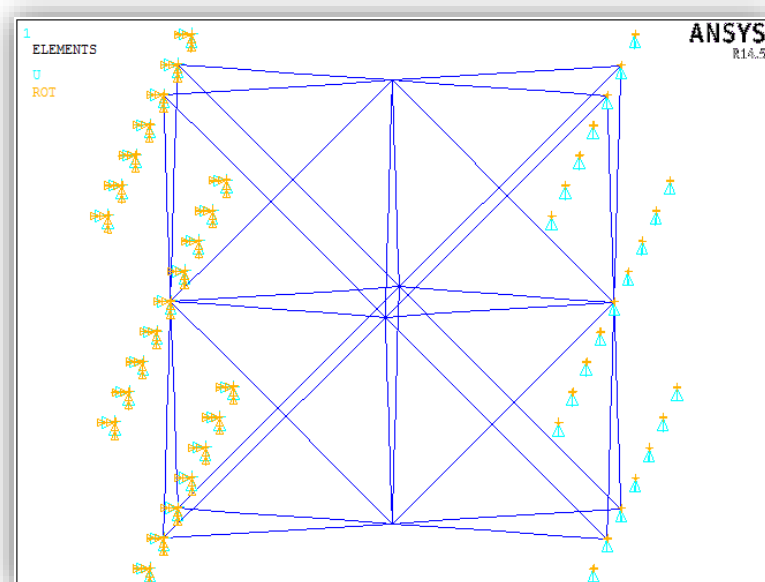 1
ELEMENTS
U
ROT
ANSYS
R14.5